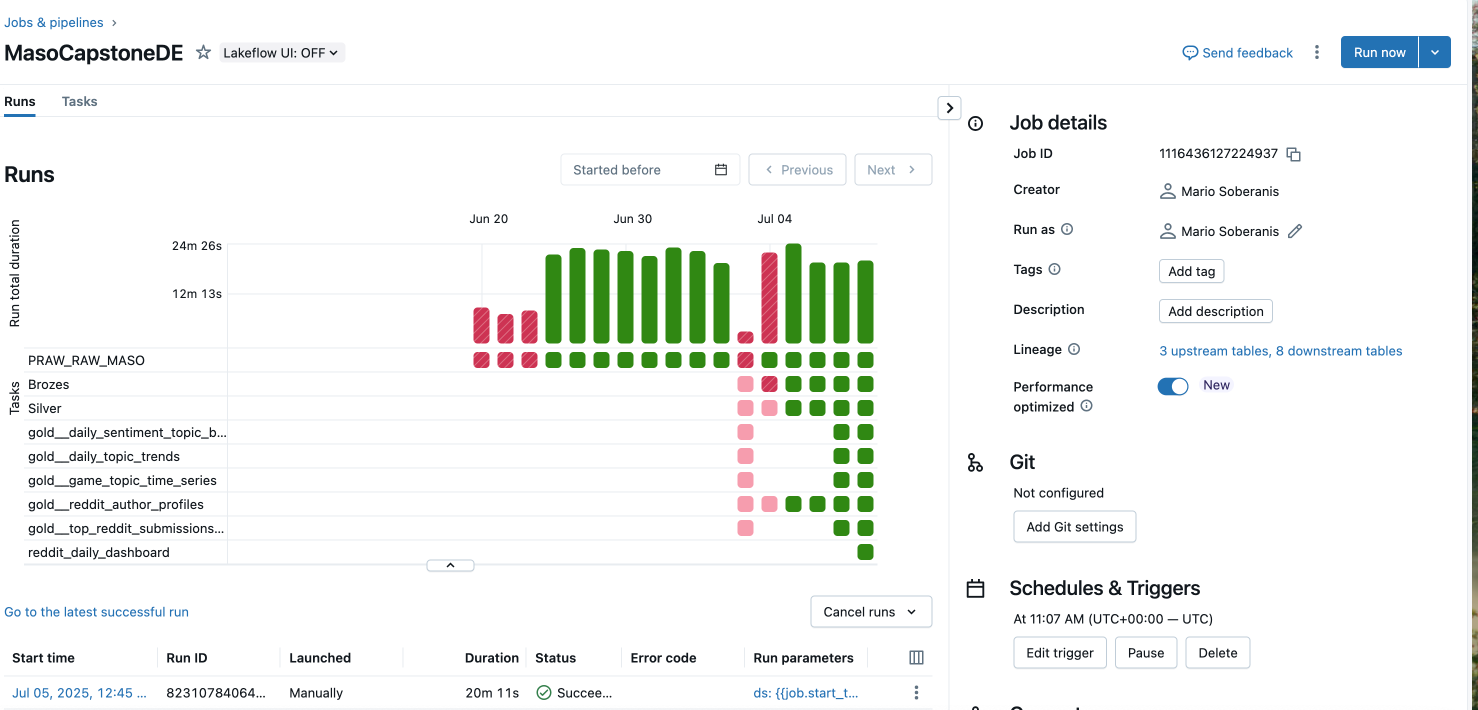 Jobs & pipelines ›
MasoCapstoneDE Lakeflow UI: OFF
Send feedback
Run now
Runs Tasks
Runs
Started before
Previous
Next
Jun 20 Jun 30 Jul 04
Run total duration
24m 26s
12m 13s
Tasks
PRAW_RAW_MASO
Brozes
Silver
gold__daily_sentiment_topic_b...
gold__daily_topic_trends
gold__game_topic_time_series
gold__reddit_author_profiles
gold__top_reddit_submissions...
reddit_daily_dashboard
Go to the latest successful run
Cancel runs
Start time Run ID Launched Duration Status Error code Run parameters
Jul 05, 2025, 12:45 ... 82310784064... Manually 20m 11s Succee... ds: {{job.start_t...
Job details
Job ID 1116436127224937
Creator Mario Soberanis
Run as Mario Soberanis
Tags Add tag
Description Add description
Lineage 3 upstream tables, 8 downstream tables
Performance
optimized New
Git
Not configured
Add Git settings
Schedules & Triggers
At 11:07 AM (UTC+00:00 — UTC)
Edit trigger Pause Delete